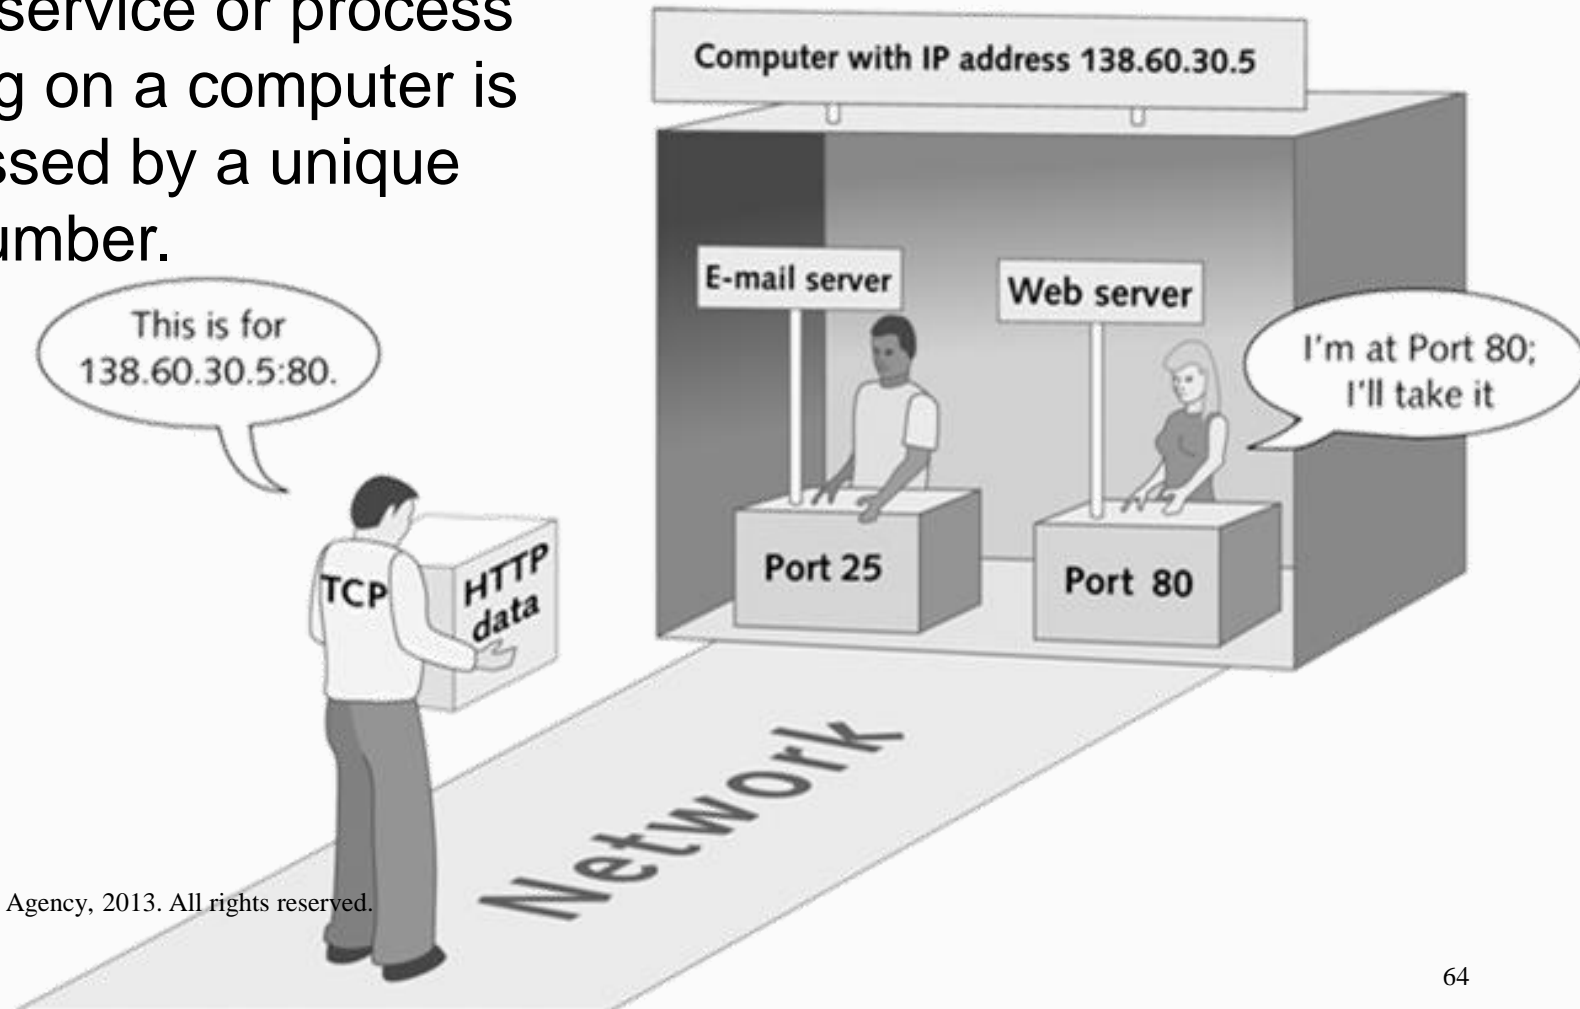 service or process
g on a computer is
ssed by a unique
umber.
Computer with IP address 138.60.30.5
E-mail server
Web server
This is for
138.60.30.5:80.
I'm at Port 80;
I'll take it
TCP
HTTP
data
Port 25
Port 80
Network
Agency, 2013. All rights reserved.
64